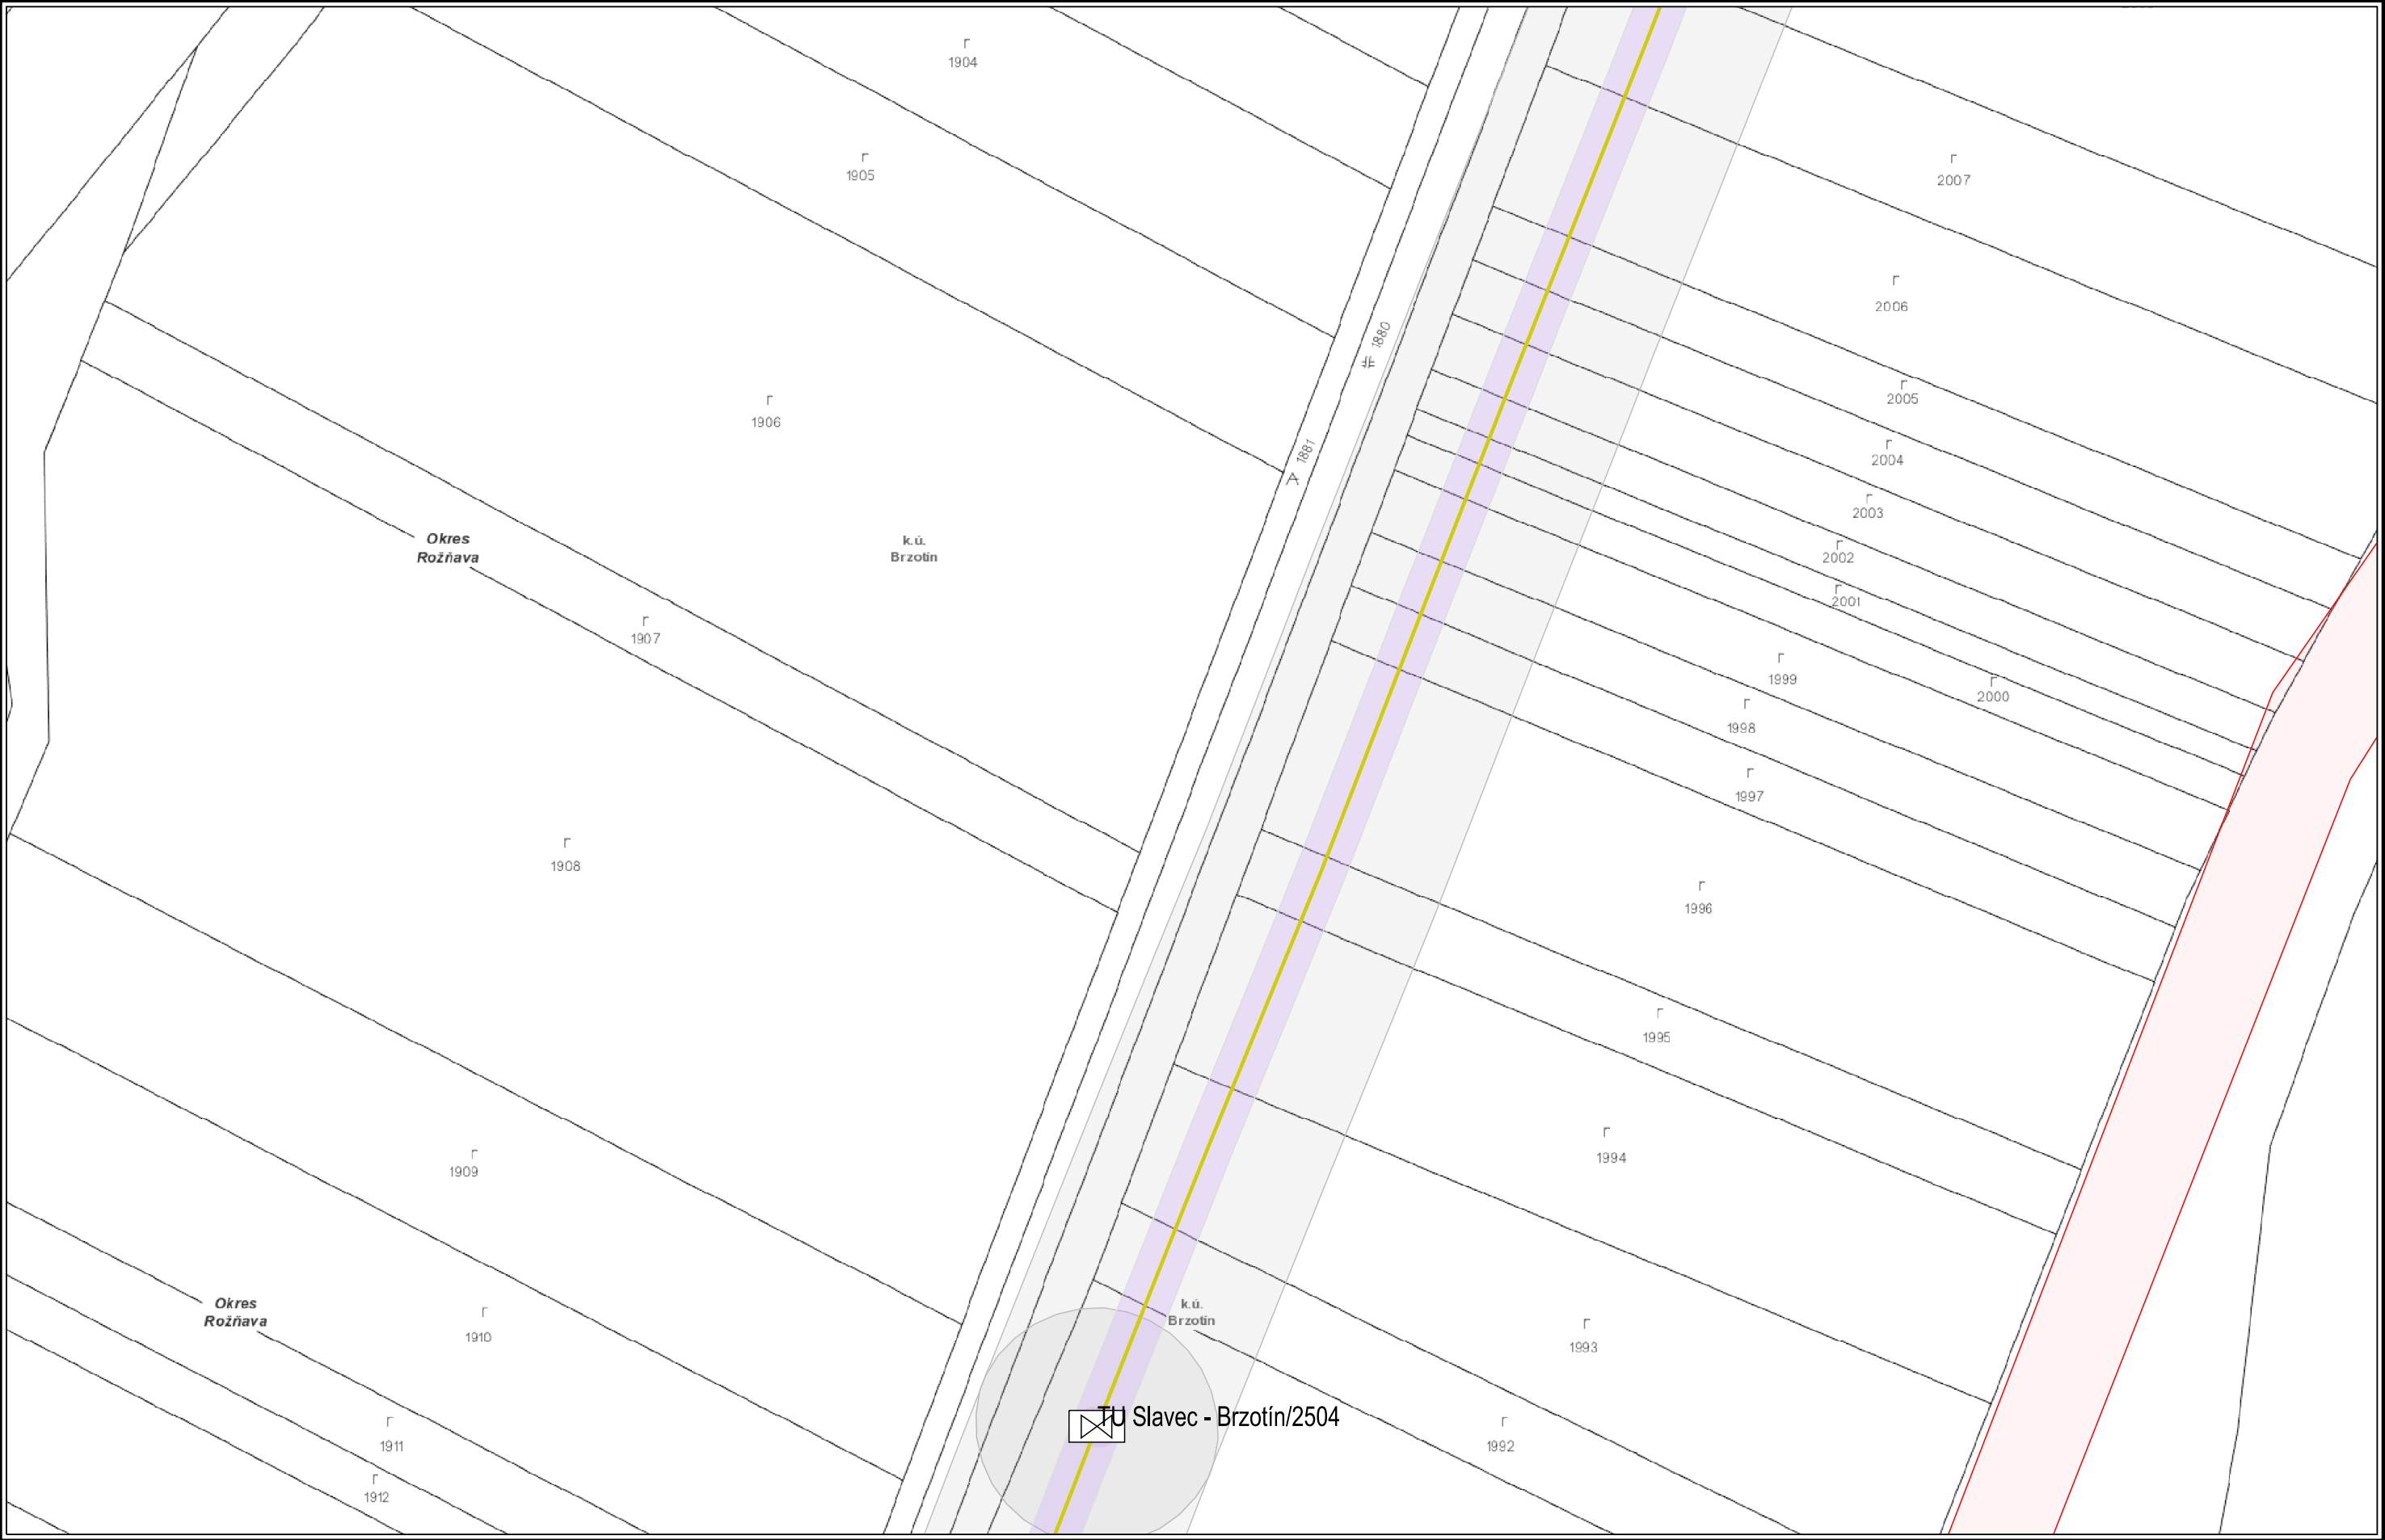 г
1904
г
1905
г
2007
г
2006
1880
г
2005
г
1906
1881
г
2004
г
2003
Okres
Rožňava
k.ú.
Brzotín
г
2002
г
2001
г
1907
г
1999
г
2000
г
1998
г
1997
г
1908
г
1996
г
1995
г
1994
г
1909
Okres
Rožňava
г
1910
k.ú.
Brzotín
г
1993
TU Slavec - Brzotín/2504
г
1911
г
1992
г
1912